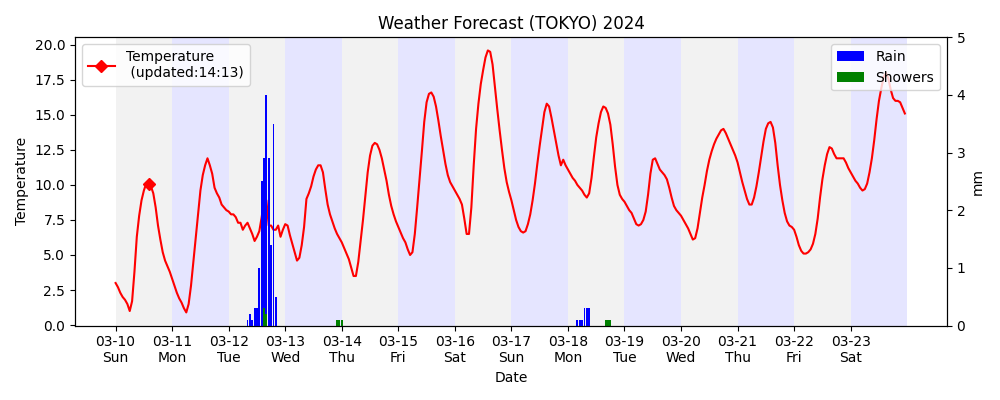 Weather Forecast (TOKYO) 2024
Temperature
(updated:14:13)
Rain
Showers
Temperature
20.0
17.5
15.0
12.5
10.0
7.5
5.0
2.5
0.0
5
4
3
2
1
0
mm
03-10 03-11 03-12 03-13 03-14 03-15 03-16 03-17 03-18 03-19 03-20 03-21 03-22 03-23
Sun Mon Tue Wed Thu Fri Sat Sun Mon Tue Wed Thu Fri Sat
Date